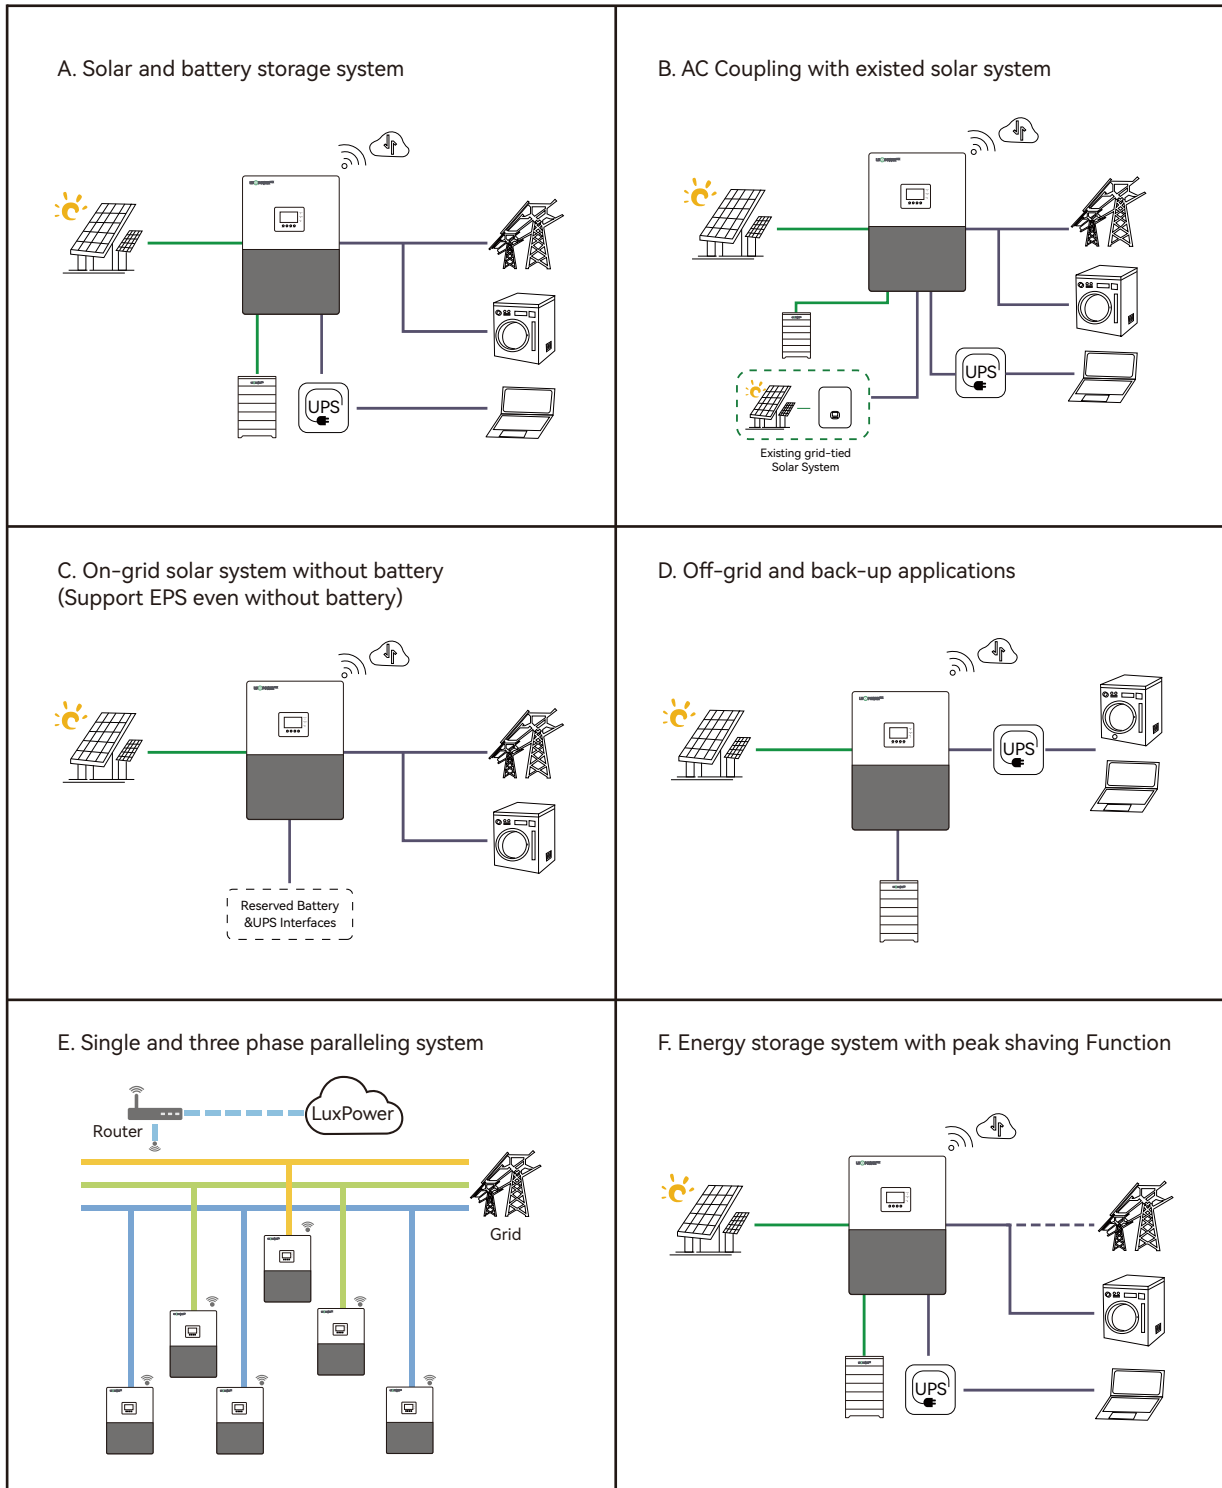 A. Solar and battery storage system
UPS
B. AC Coupling with existed solar system
UPS
Existing grid-tied
Solar System
C. On-grid solar system without battery
(Support EPS even without battery)
Reserved Battery
&UPS Interfaces
D. Off-grid and back-up applications
UPS
E. Single and three phase paralleling system
LuxPower
Router
Grid
F. Energy storage system with peak shaving Function
UPS